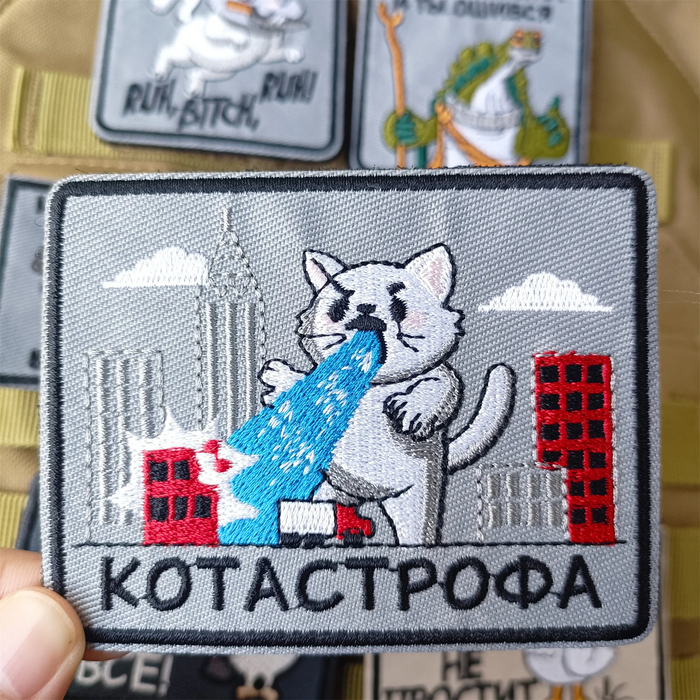 RUN, BITCH, RUN!
И ТЫ ОШИБСЯ
КОТАСТРОФА
ВСЕ!
НЕ
ПРОСТИТ